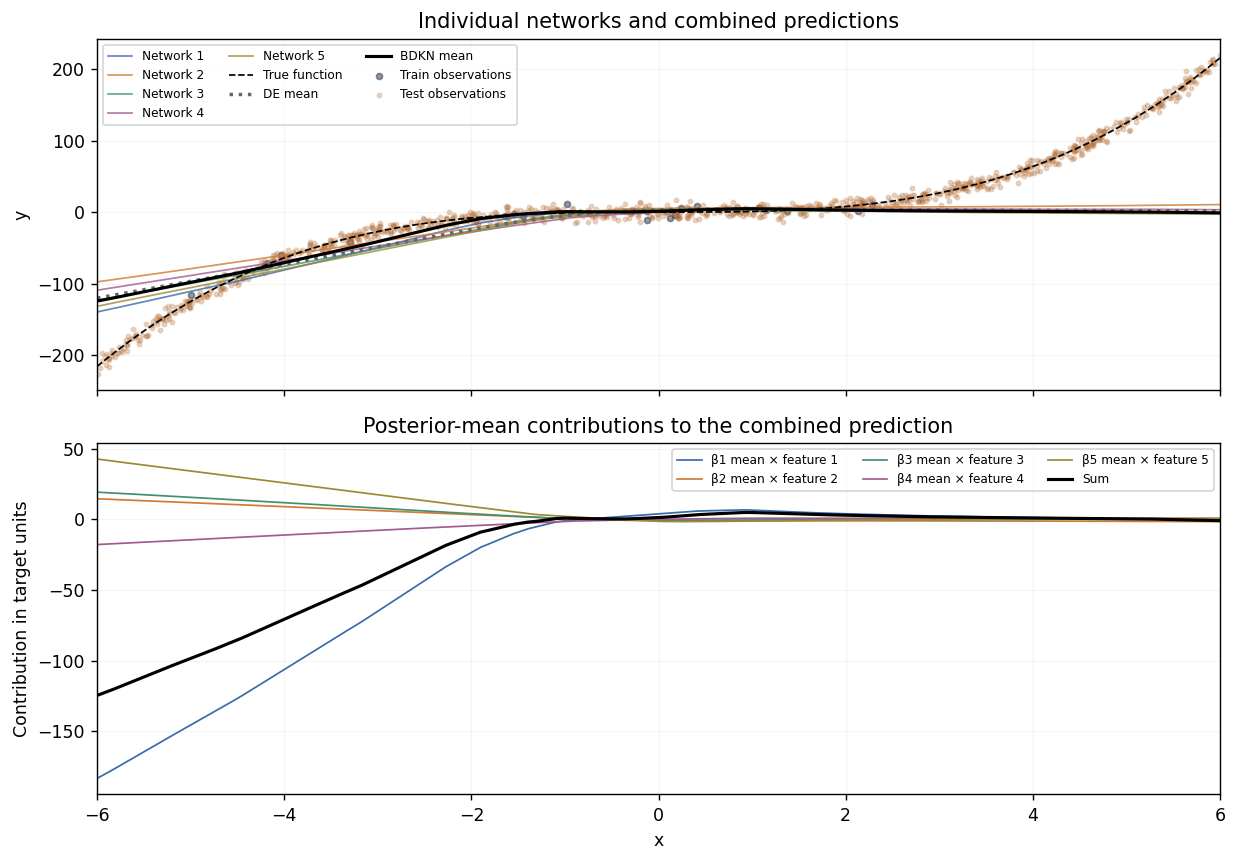 Individual networks and combined predictions
Network 1
Network 2
Network 3
Network 4
Network 5
True function
DE mean
BDKN mean
Train observations
Test observations
y
200
100
0
−100
−200
Posterior-mean contributions to the combined prediction
β1 mean × feature 1
β2 mean × feature 2
β3 mean × feature 3
β4 mean × feature 4
β5 mean × feature 5
Sum
Contribution in target units
50
0
−50
−100
−150
−6
−4
−2
0
2
4
6
x